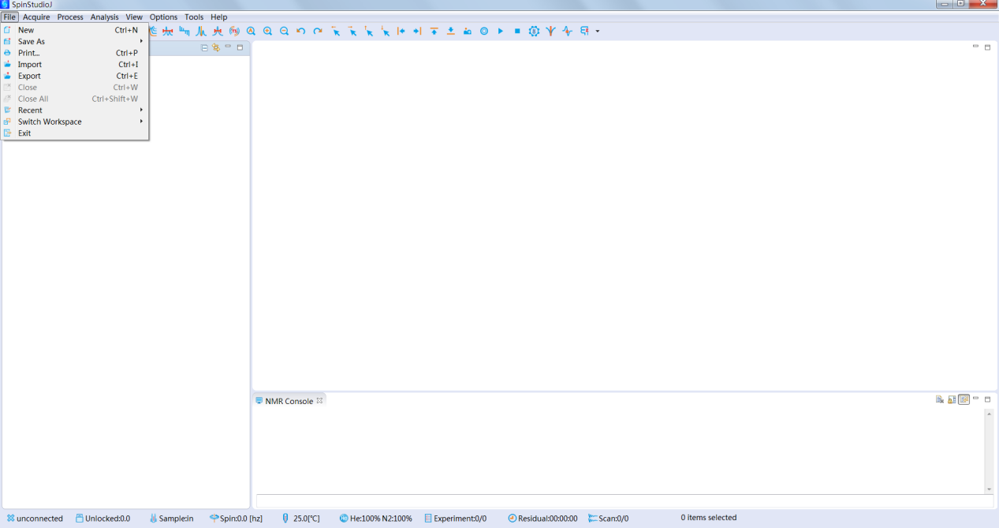 SpinStudioJ
File Acquire Process Analysis View Options Tools Help
New Ctrl+N
Save As
Print... Ctrl+P
Import Ctrl+I
Export Ctrl+E
Close Ctrl+W
Close All Ctrl+Shift+W
Recent
Switch Workspace
Exit
NMR Console
unconnected Unlocked:0.0 Sample:in Spin:0.0 [hz] 25.0[°C] He:100% N2:100% Experiment:0/0 Residual:00:00:00 Scan:0/0 0 items selected